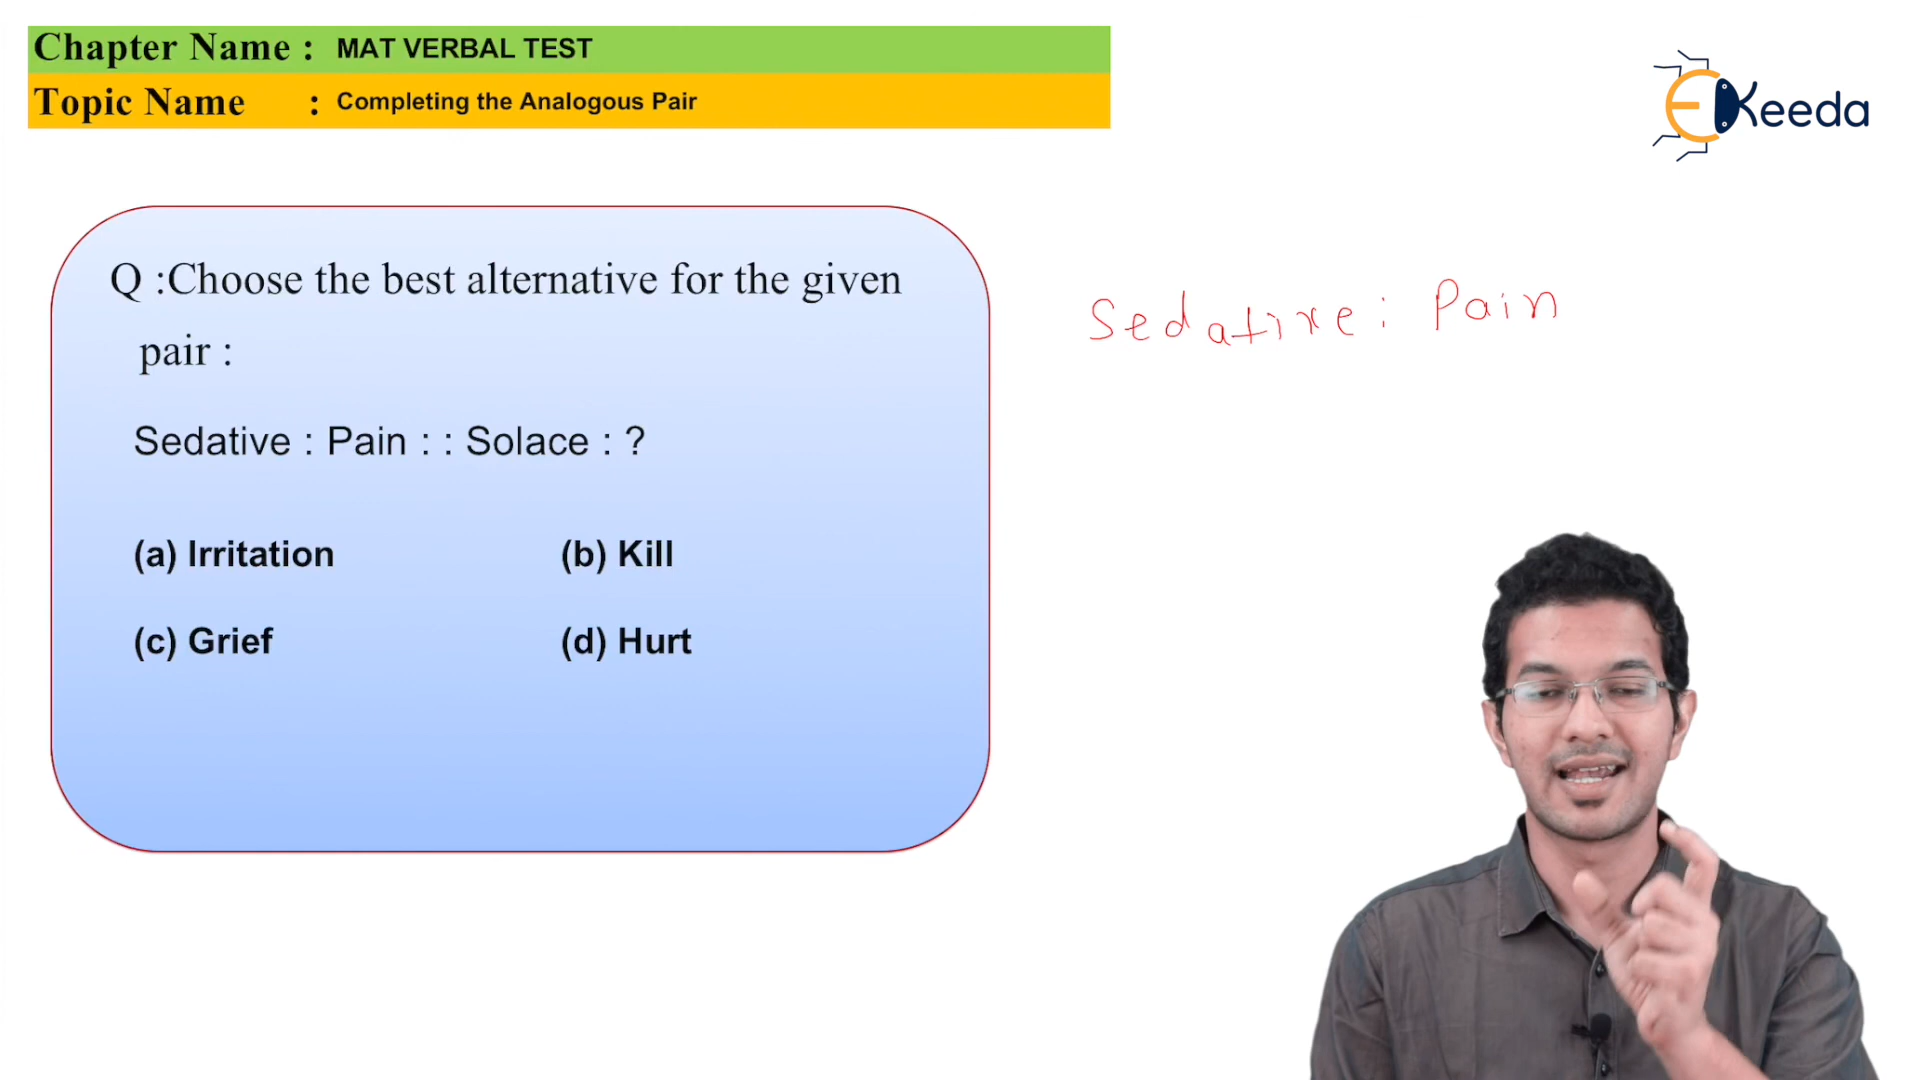 Chapter Name : MAT VERBAL TEST
Topic Name : Completing the Analogous Pair
EKeeda
Q :Choose the best alternative for the given
pair :
Sedative : Pain : : Solace : ?
(a) Irritation (b) Kill
(c) Grief (d) Hurt
Sedative : Pain